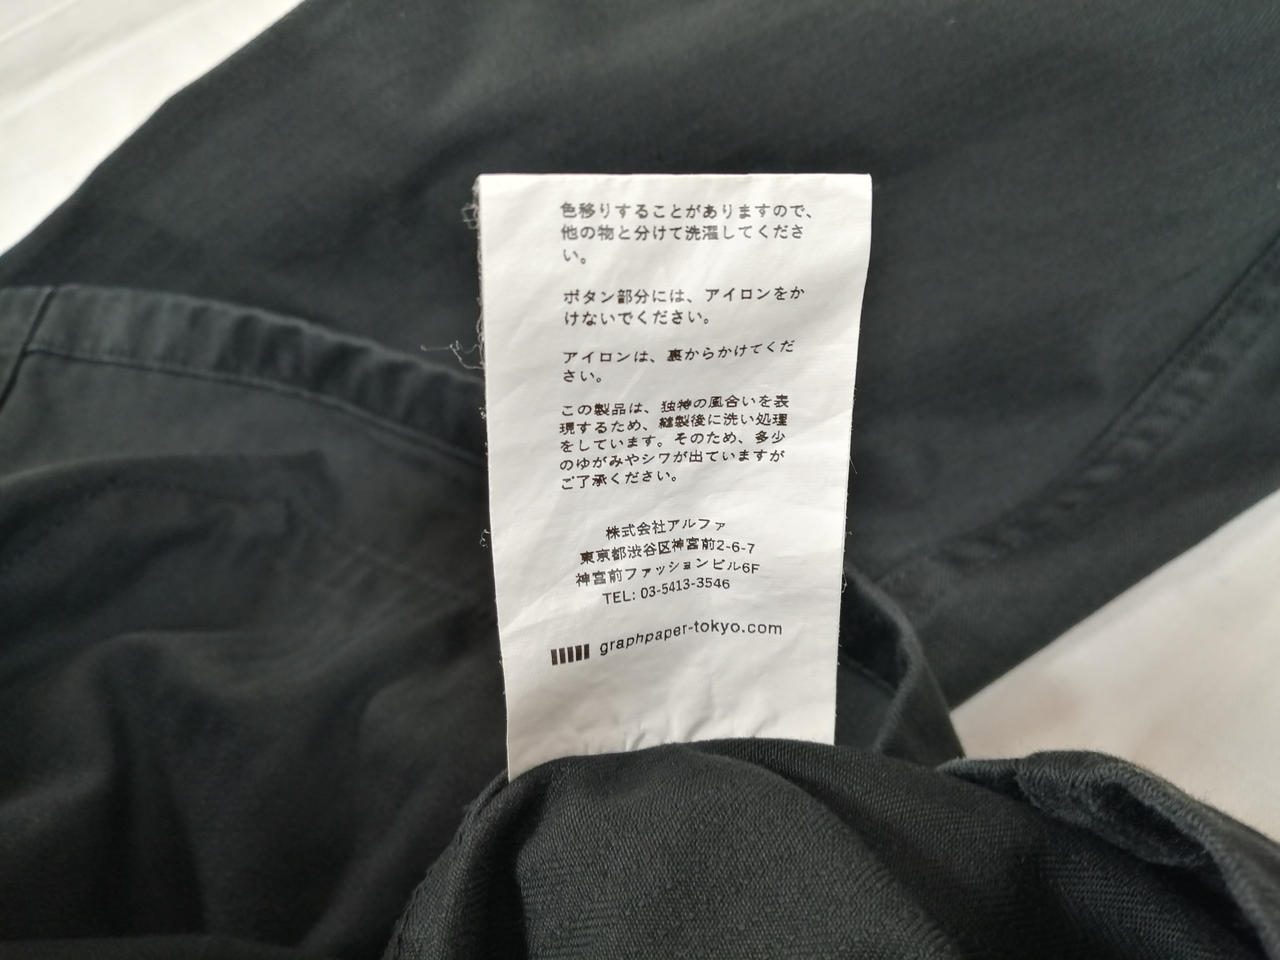 色移りすることがありますので、
他の物と分けて洗濯してくださ
い。
ボタン部分には、アイロンをか
けないでください。
アイロンは、裏からかけてくだ
さい。
この製品は、独特の風合いを表
現するため、縫製後に洗い処理
をしています。そのため、多少
のゆがみやシワが出ていますが
ご了承ください。
株式会社アルファ
東京都渋谷区神宮前2-6-7
神宮前ファッションビル6F
TEL: 03-5413-3546
graphpaper-tokyo.com